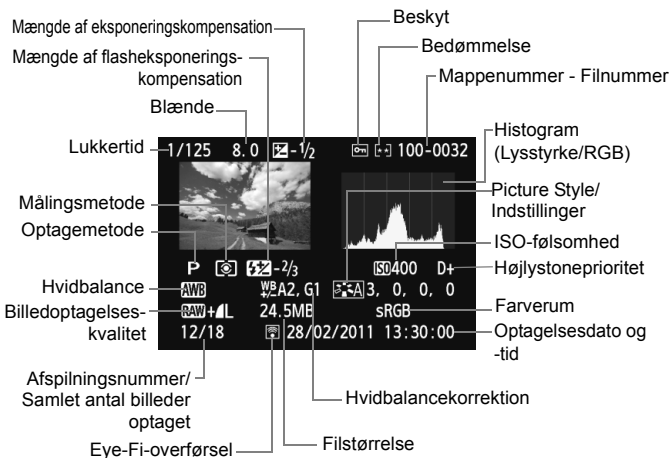 Mængde af eksponeringskompensation
Mængde af flasheksponerings-
kompensation
Blænde
Lukkertid
Beskyt
Bedømmelse
Mappenummer - Filnummer
1/125 8.0 -1/2 100-0032
Histogram
(Lysstyrke/RGB)
Målingsmetode
Optagemetode
Picture Style/
Indstillinger
ISO-følsomhed
P -2/3 ISO400 D+
Højlystoneprioritet
Hvidbalance
AWB WB+/- A2, G1 A 3, 0, 0, 0
Billedoptagelses-
kvalitet
RAW+L 24.5MB sRGB
Farverum
12/18 28/02/2011 13:30:00
Optagelsesdato og
-tid
Afspilningsnummer/
Samlet antal billeder
optaget
Hvidbalancekorrektion
Eye-Fi-overførsel
Filstørrelse